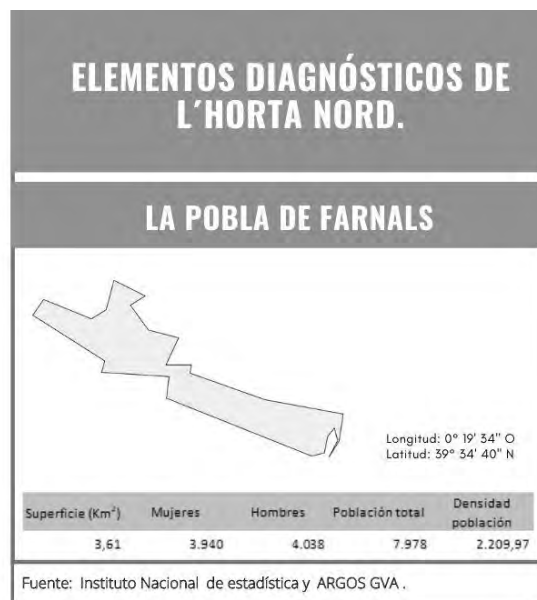 ELEMENTOS DIAGNÓSTICOS DE
L´HORTA NORD.
LA POBLA DE FARNALS
Longitud: 0° 19' 34" O
Latitud: 39° 34' 40" N
Superficie (Km²) Mujeres Hombres Población total Densidad población
3,61 3.940 4.038 7.978 2.209,97
Fuente: Instituto Nacional de estadística y ARGOS GVA .